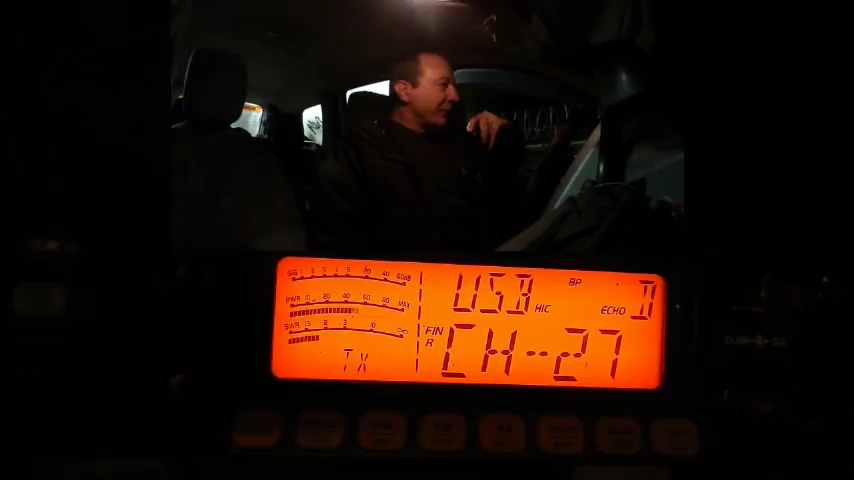 SIG 1 3 5 7 9 20 40 60dB
PWR 10 20 40 60 80 MAX
SWR 1.5 2 3 10 ∞
TX
USB HIC BP ECHO D
FIN R CH--27